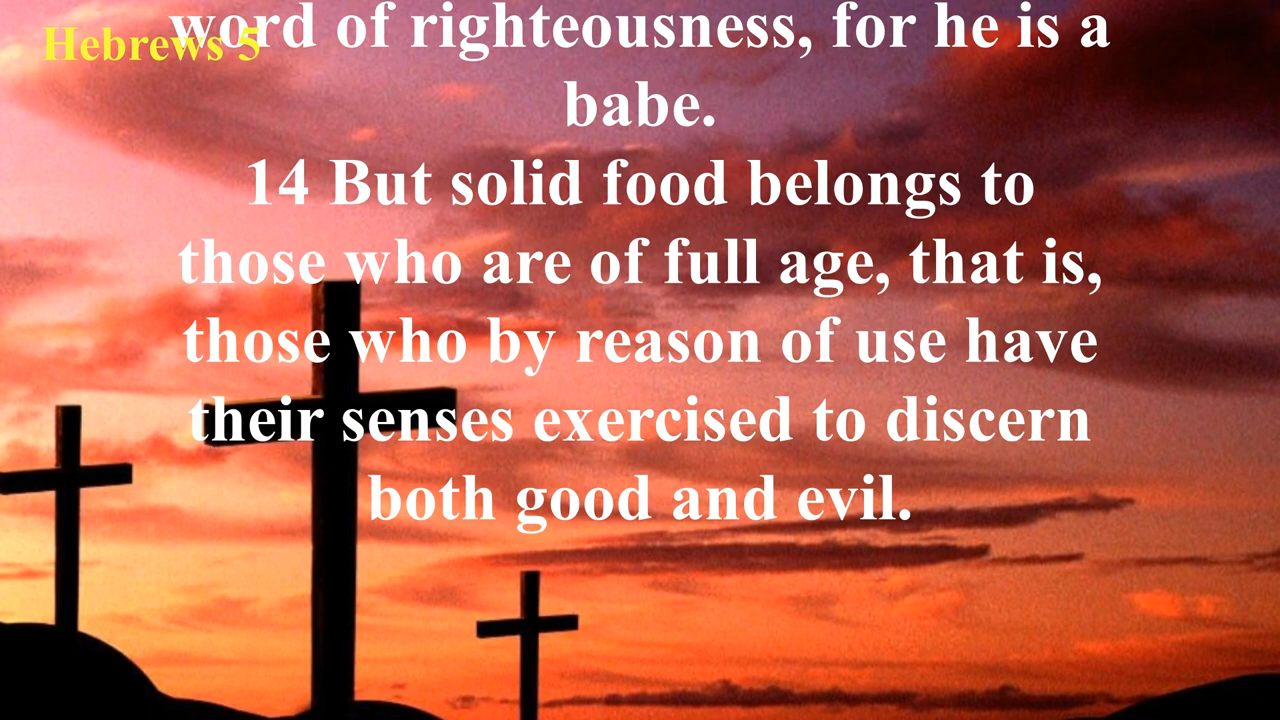 Hebrews 5
word of righteousness, for he is a
babe.
14 But solid food belongs to
those who are of full age, that is,
those who by reason of use have
their senses exercised to discern
both good and evil.